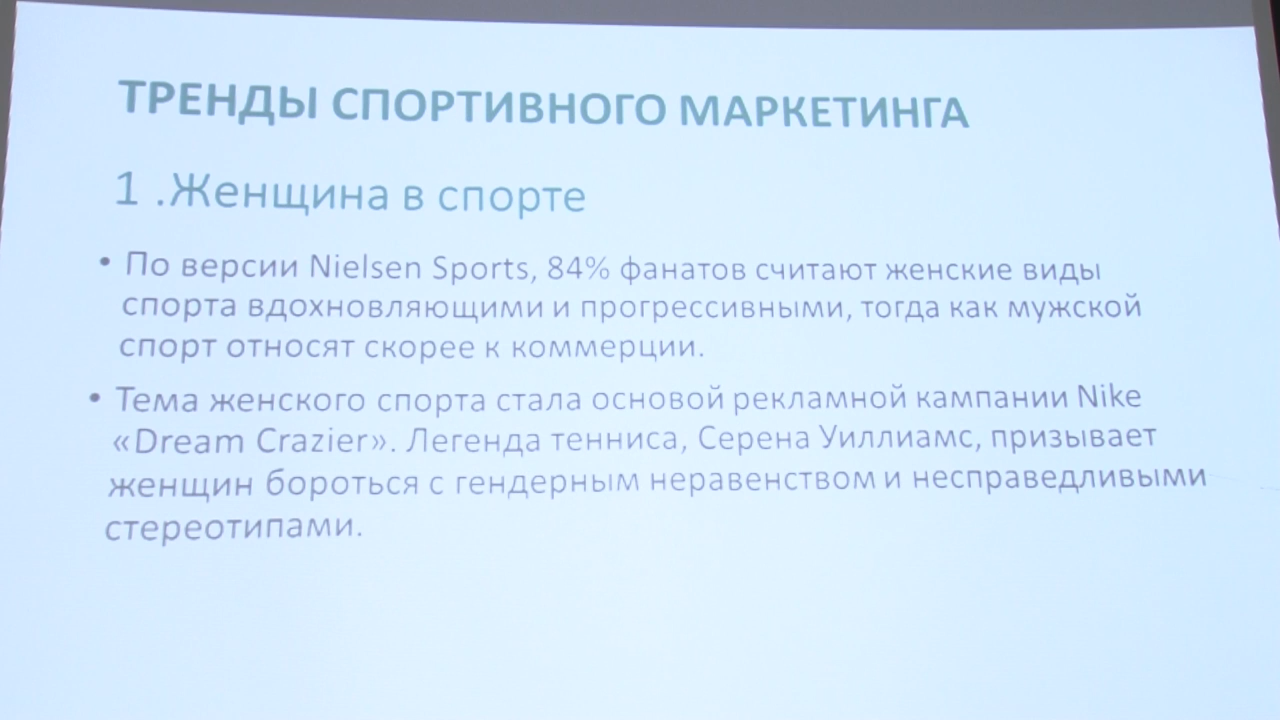 ТРЕНДЫ СПОРТИВНОГО МАРКЕТИНГА
1 .Женщина в спорте
• По версии Nielsen Sports, 84% фанатов считают женские виды
спорта вдохновляющими и прогрессивными, тогда как мужской
спорт относят скорее к коммерции.
• Тема женского спорта стала основой рекламной кампании Nike
«Dream Crazier». Легенда тенниса, Серена Уиллиамс, призывает
женщин бороться с гендерным неравенством и несправедливыми
стереотипами.